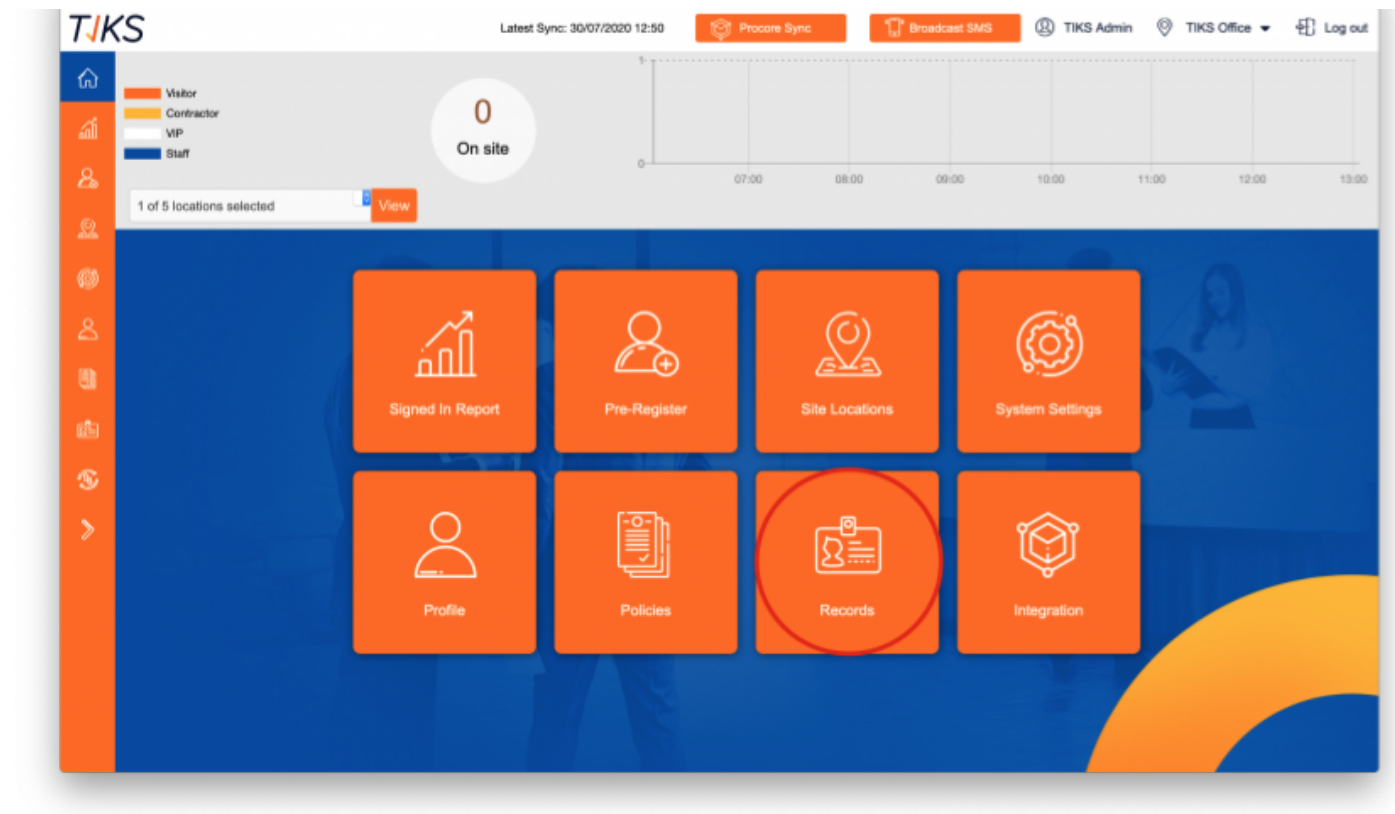 TIKS
Latest Sync: 30/07/2020 12:50
Procore Sync
Broadcast SMS
TIKS Admin
TIKS Office
Log out
Visitor
Contractor
VIP
Staff
0
On site
1 of 5 locations selected
View
1
0
07:00 08:00 09:00 10:00 11:00 12:00 13:00
Signed In Report
Pre-Register
Site Locations
System Settings
Profile
Policies
Records
Integration